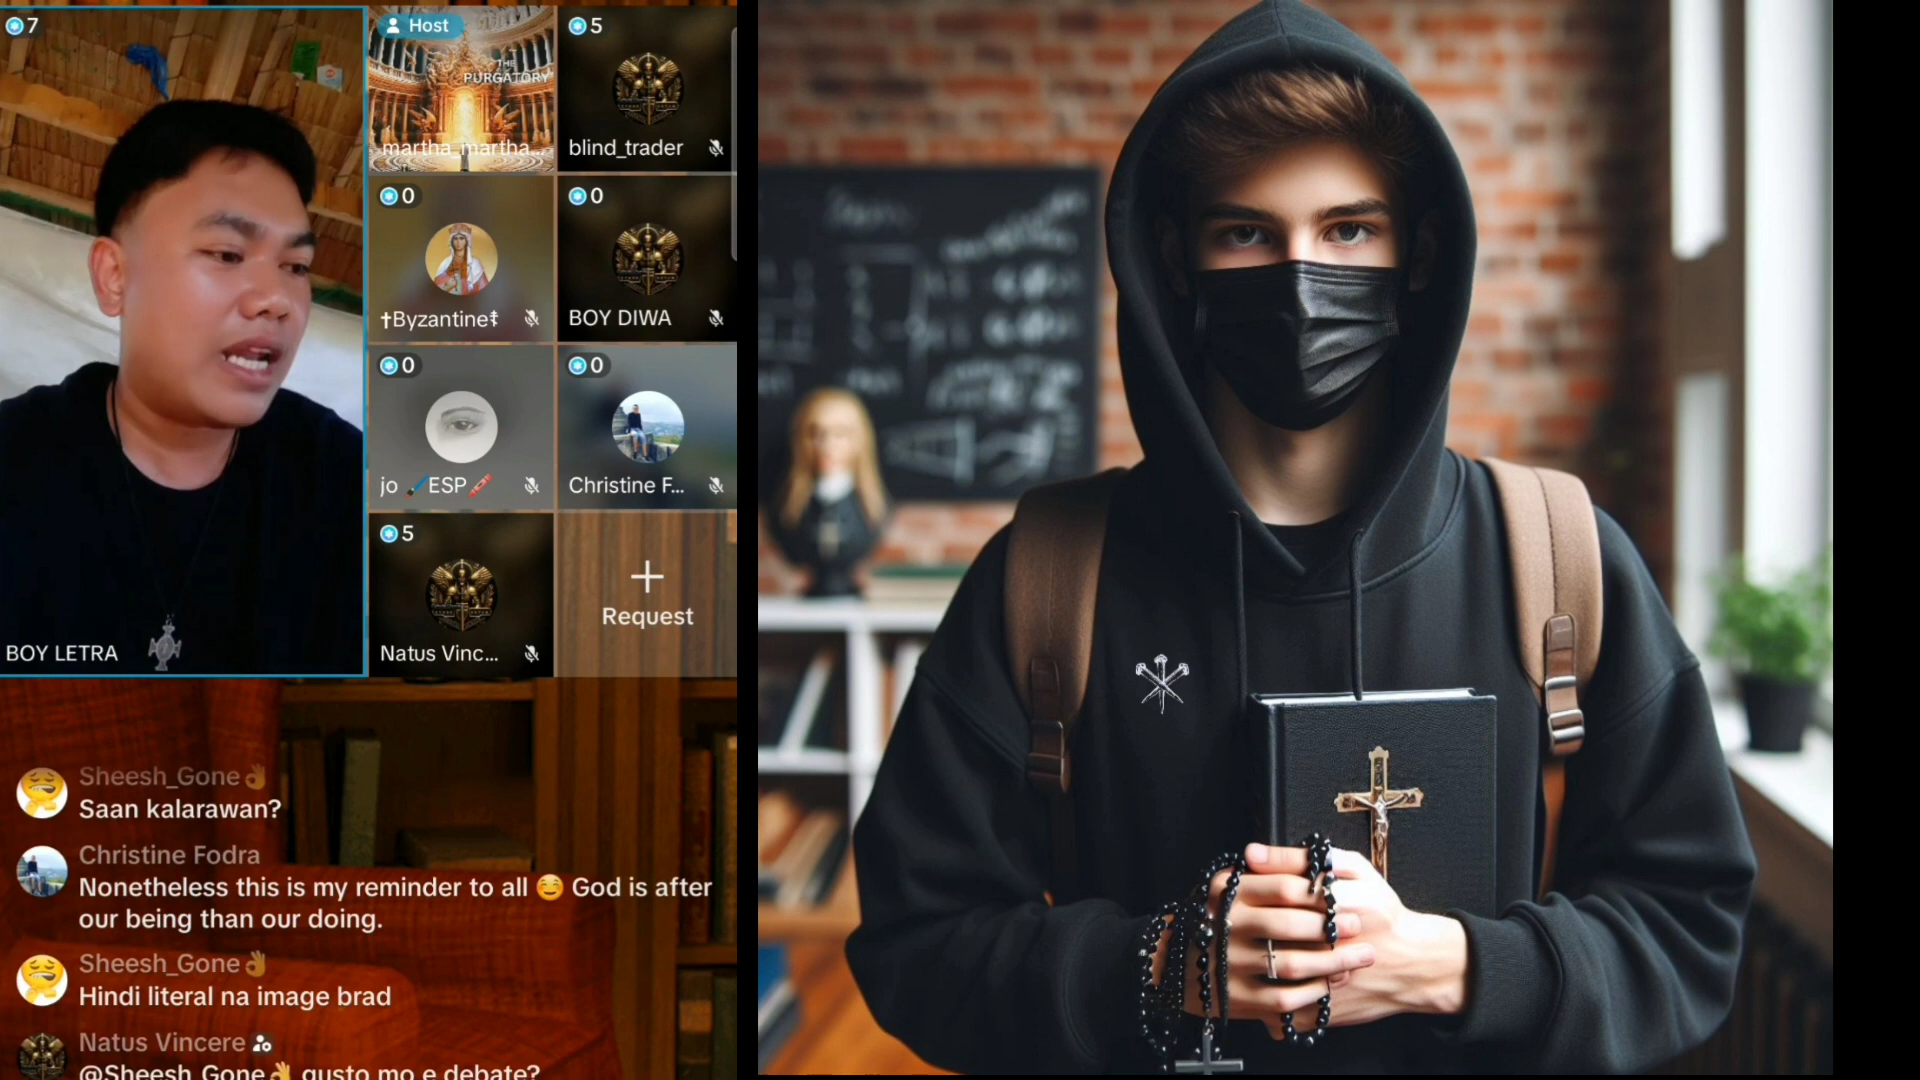 7
Host
THE
PURGATORY
martha_martha...
5
blind_trader
0
†Byzantine‡
0
BOY DIWA
0
jo 🖌️ESP🖍️
0
Christine F...
BOY LETRA
5
Natus Vinc...
+
Request
Sheesh_Gone👌
Saan kalarawan?
Christine Fodra
Nonetheless this is my reminder to all ☺️ God is after
our being than our doing.
Sheesh_Gone👌
Hindi literal na image brad
Natus Vincere
@Sheesh_Gone👌 gusto mo e debate?